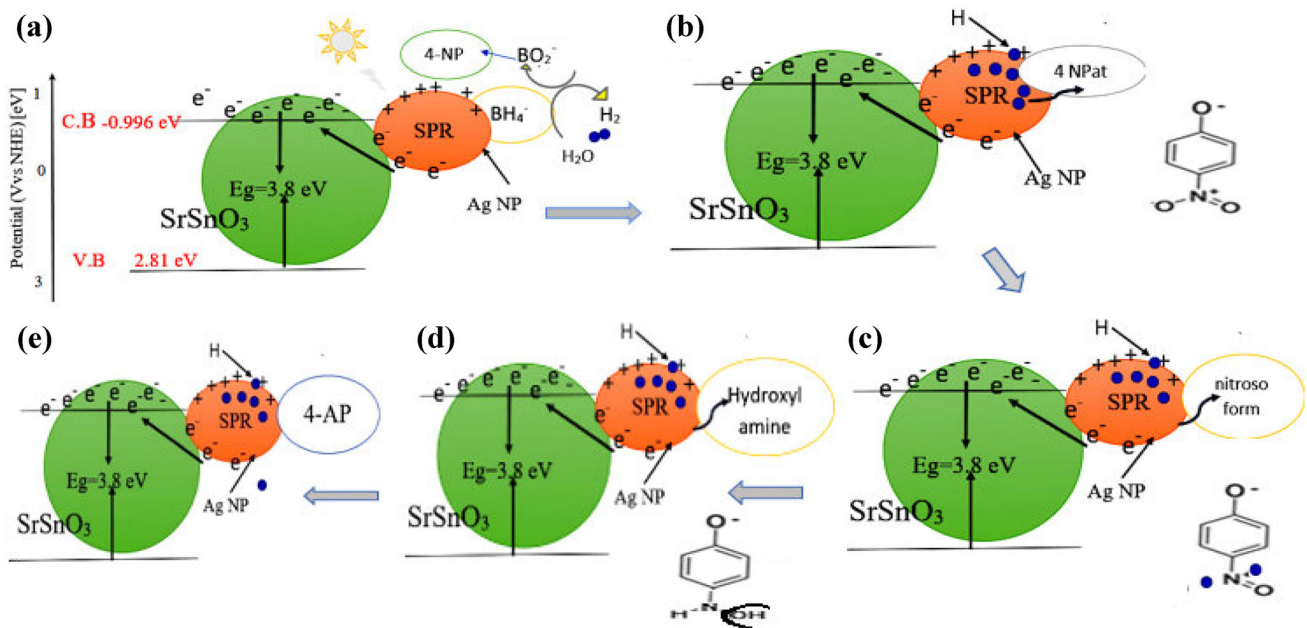 (a)
4-NP
BO₂⁻
H₂
H₂O
BH₄⁻
+ + + + + + + +
SPR
e⁻ e⁻ e⁻ e⁻ e⁻ e⁻ e⁻
e⁻ e⁻ e⁻
Ag NP
Eg=3.8 eV
SrSnO₃
Potential (V vs NHE) [eV]
1
0
3
C.B -0.996 eV
V.B 2.81 eV
(b)
H
+ + + + + + +
4 NPat
SPR
e⁻ e⁻ e⁻ e⁻ e⁻ e⁻ e⁻
e⁻ e⁻ e⁻
Ag NP
Eg=3.8 eV
SrSnO₃
O⁻
⁻O N⁺ O
(e)
H
+ + + + + + +
4-AP
SPR
e⁻ e⁻ e⁻ e⁻ e⁻ e⁻ e⁻
e⁻ e⁻ e⁻
Ag NP
Eg=3.8 eV
SrSnO₃
(d)
H
+ + + + + + +
Hydroxyl
amine
SPR
e⁻ e⁻ e⁻ e⁻ e⁻ e⁻ e⁻
e⁻ e⁻ e⁻
Ag NP
Eg=3.8 eV
SrSnO₃
O -
H N OH
(c)
H
+ + + + + + +
nitroso
form
SPR
e⁻ e⁻ e⁻ e⁻ e⁻ e⁻ e⁻
e⁻ e⁻ e⁻
Ag NP
Eg=3.8 eV
SrSnO₃
O -
N⁺ O